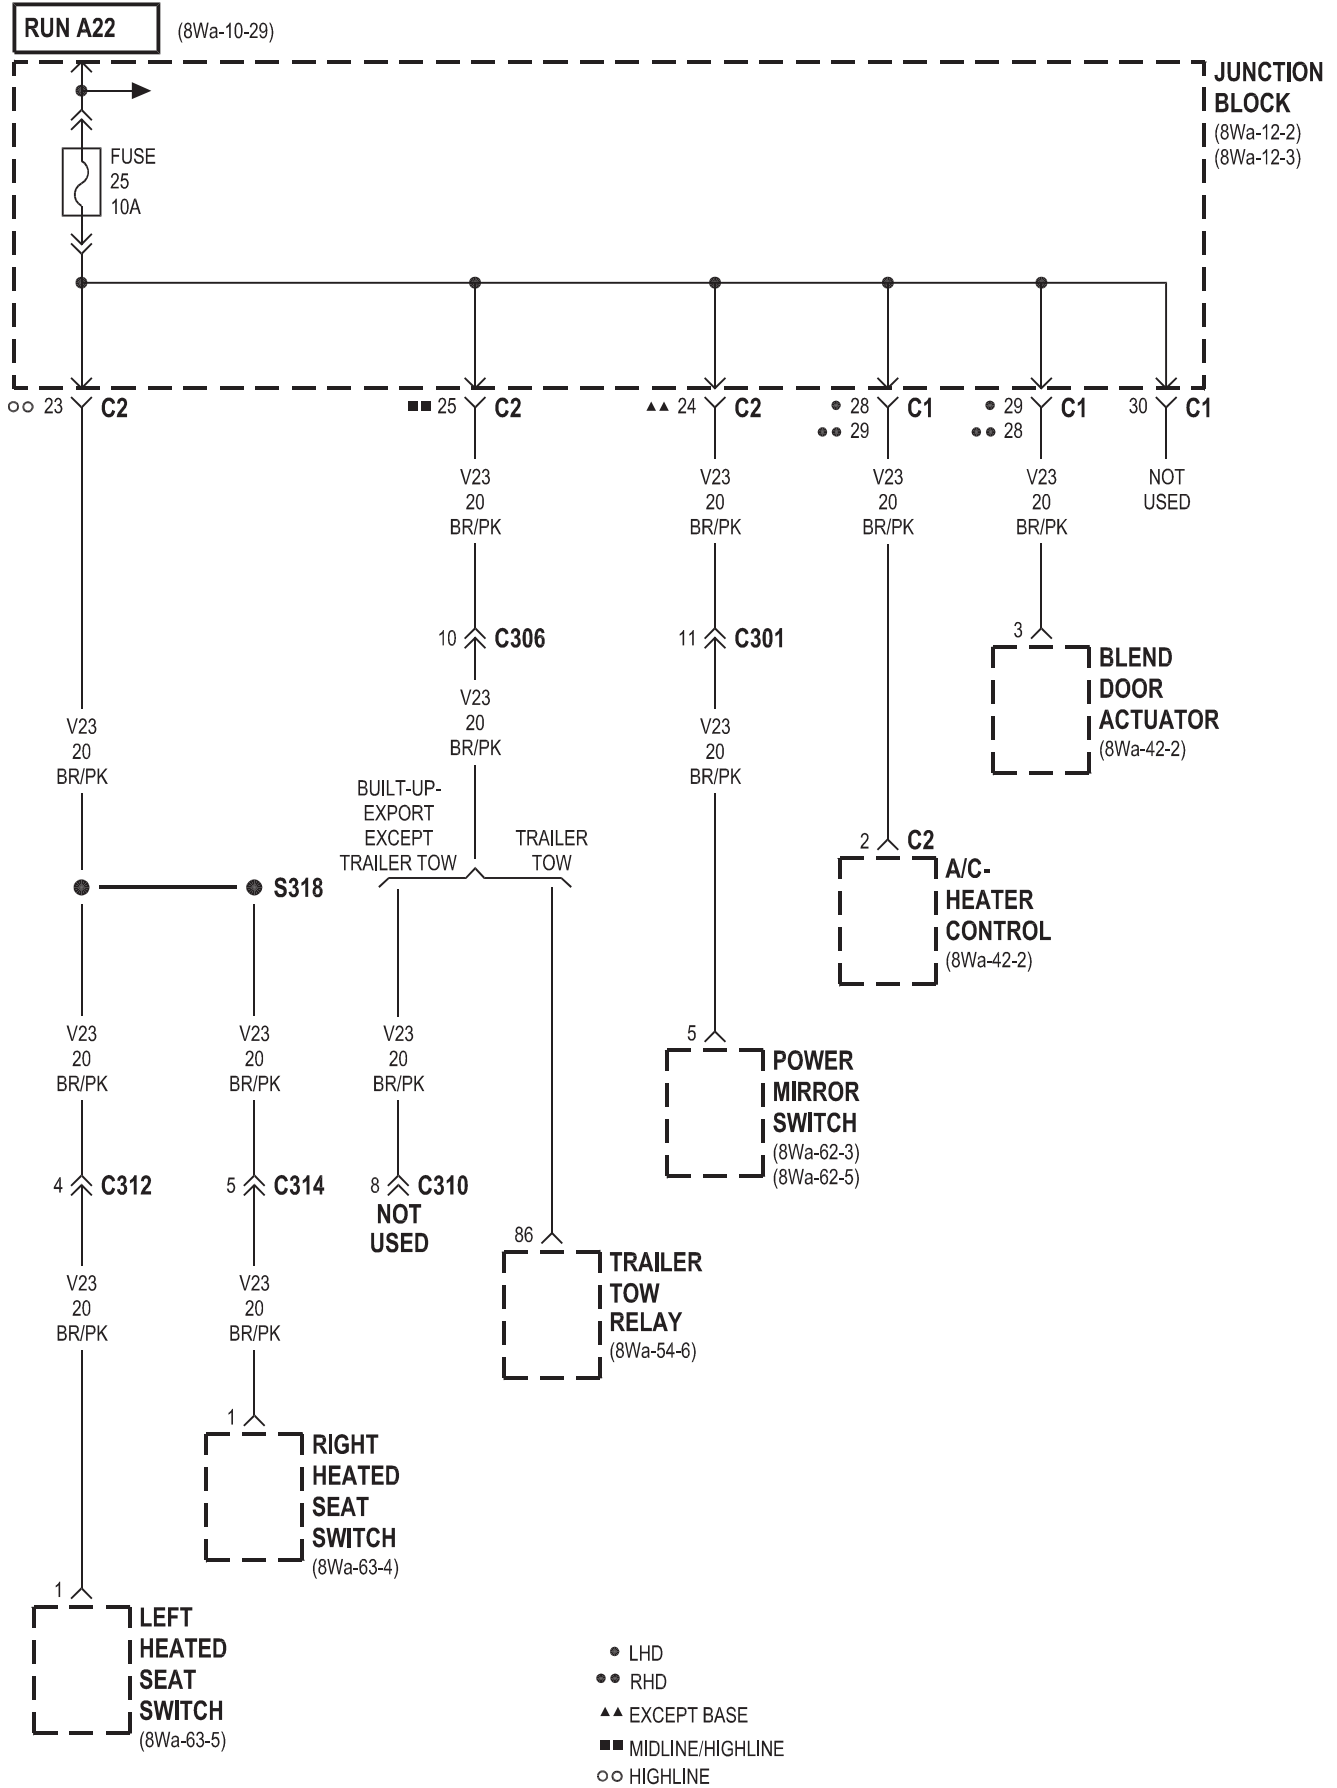 RUN A22 (8Wa-10-29)
JUNCTION
BLOCK
(8Wa-12-2)
(8Wa-12-3)
FUSE
25
10A
23 C2
25 C2
24 C2
28 C1
29
29 C1
28
30 C1
V23
20
BR/PK
V23
20
BR/PK
V23
20
BR/PK
V23
20
BR/PK
NOT
USED
10 C306
11 C301
3
BLEND
DOOR
ACTUATOR
(8Wa-42-2)
V23
20
BR/PK
V23
20
BR/PK
V23
20
BR/PK
BUILT-UP-
EXPORT
EXCEPT
TRAILER TOW
TRAILER
TOW
2 C2
A/C-
HEATER
CONTROL
(8Wa-42-2)
S318
V23
20
BR/PK
V23
20
BR/PK
V23
20
BR/PK
5
POWER
MIRROR
SWITCH
(8Wa-62-3)
(8Wa-62-5)
4 C312
5 C314
8 C310
NOT
USED
86
TRAILER
TOW
RELAY
(8Wa-54-6)
V23
20
BR/PK
V23
20
BR/PK
1
RIGHT
HEATED
SEAT
SWITCH
(8Wa-63-4)
1
LEFT
HEATED
SEAT
SWITCH
(8Wa-63-5)
LHD
RHD
EXCEPT BASE
MIDLINE/HIGHLINE
HIGHLINE